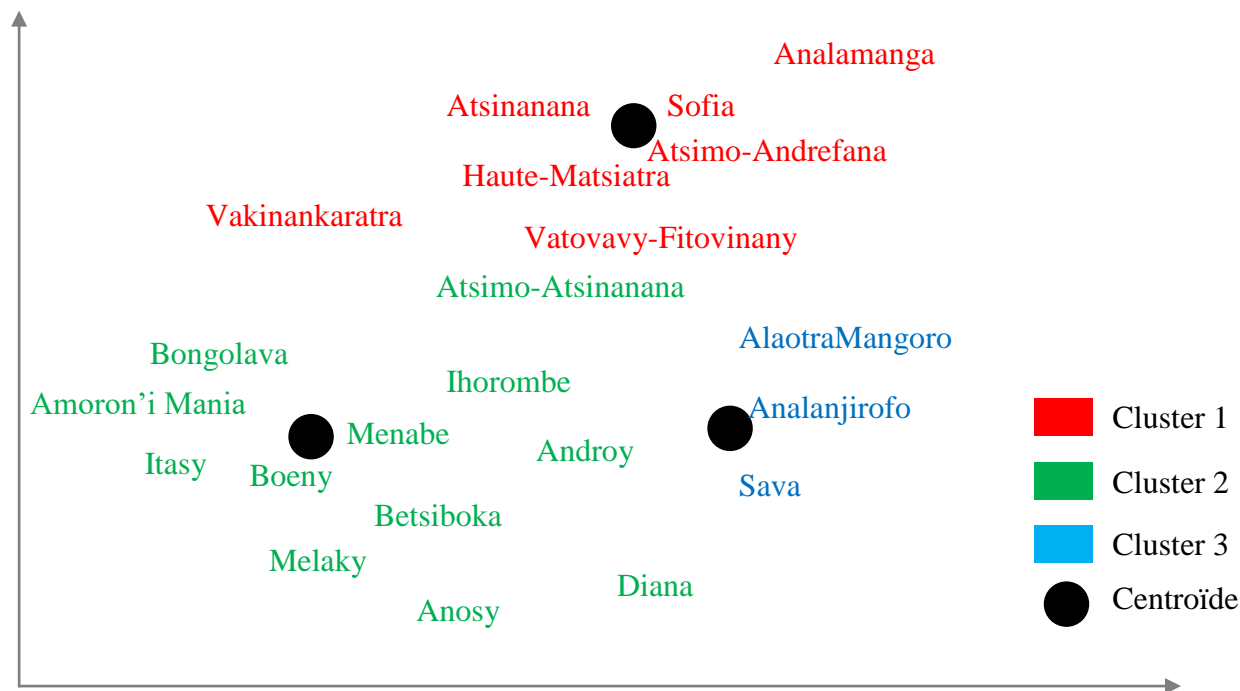 Analamanga
Atsinanana
Sofia
Atsimo-Andrefana
Haute-Matsiatra
Vakinankaratra
Vatovavy-Fitovinany
Atsimo-Atsinanana
AlaotraMangoro
Bongolava
Ihorombe
Amoron’i Mania
Analanjirofo
Menabe
Androy
Itasy
Boeny
Sava
Betsiboka
Melaky
Diana
Anosy
Cluster 1
Cluster 2
Cluster 3
Centroïde